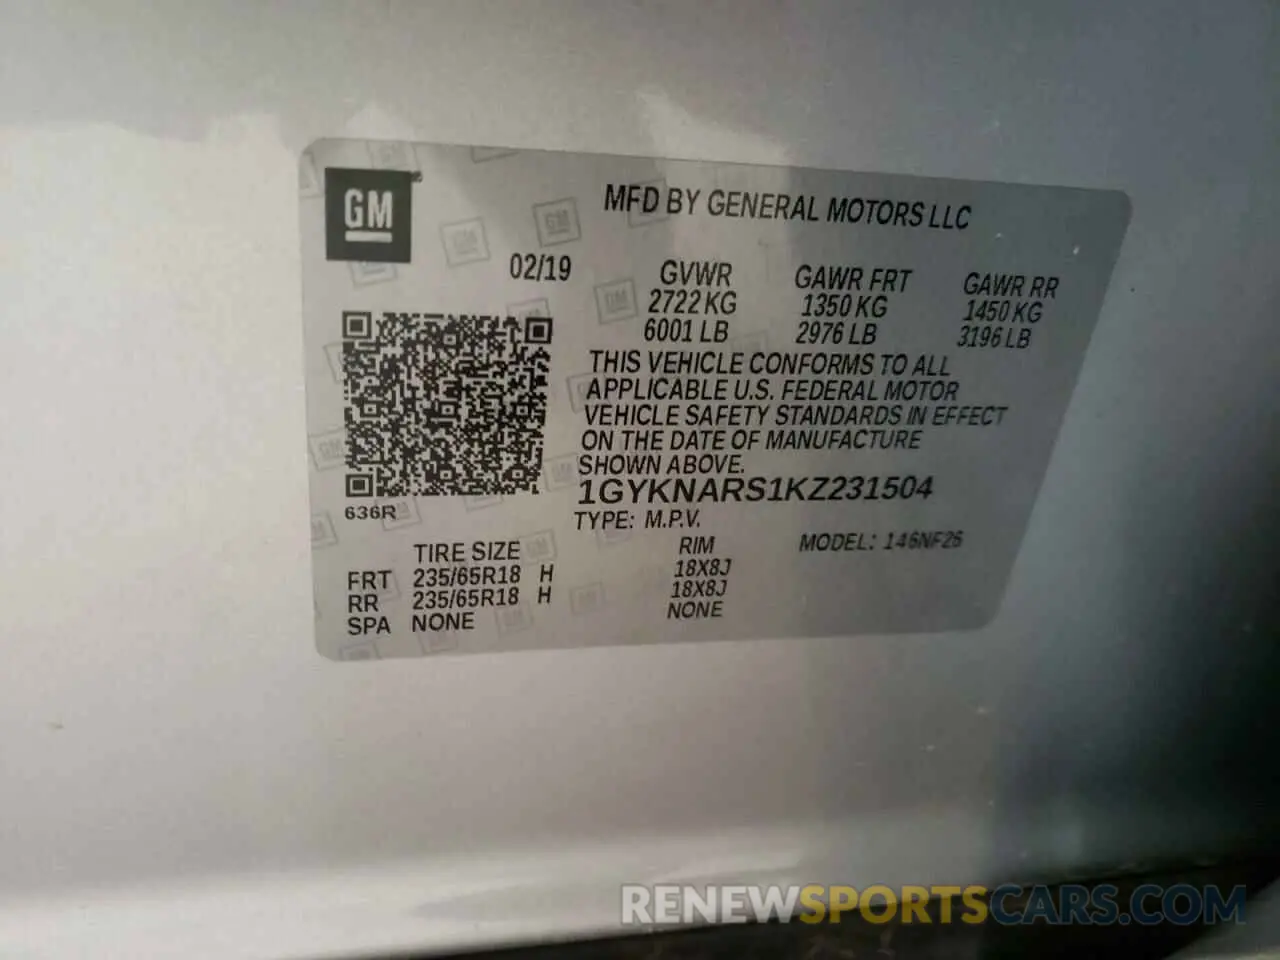 GM
MFD BY GENERAL MOTORS LLC
02/19
GVWR GAWR FRT GAWR RR
2722 KG 1350 KG 1450 KG
6001 LB 2976 LB 3196 LB
THIS VEHICLE CONFORMS TO ALL
APPLICABLE U.S. FEDERAL MOTOR
VEHICLE SAFETY STANDARDS IN EFFECT
ON THE DATE OF MANUFACTURE
SHOWN ABOVE.
1GYKNARS1KZ231504
636R
TYPE: M.P.V.
MODEL: 146NF26
TIRE SIZE RIM
FRT 235/65R18 H 18X8J
RR 235/65R18 H 18X8J
SPA NONE NONE
RENEWSPORTSCARS.COM